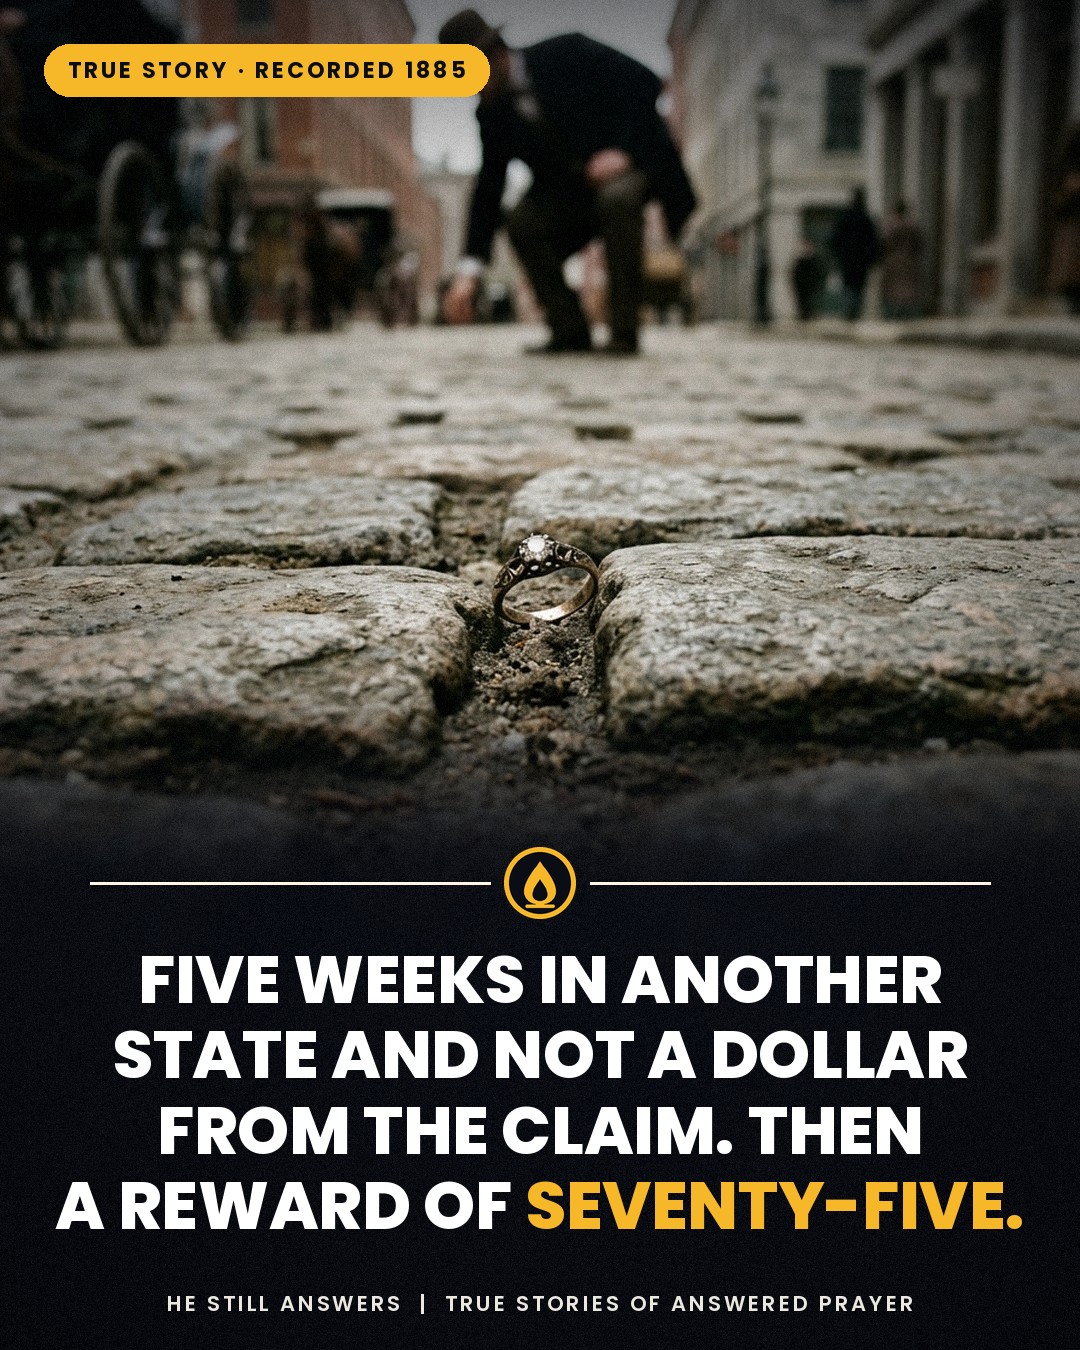 TRUE STORY · RECORDED 1885
FIVE WEEKS IN ANOTHER
STATE AND NOT A DOLLAR
FROM THE CLAIM. THEN
A REWARD OF SEVENTY-FIVE.
HE STILL ANSWERS | TRUE STORIES OF ANSWERED PRAYER